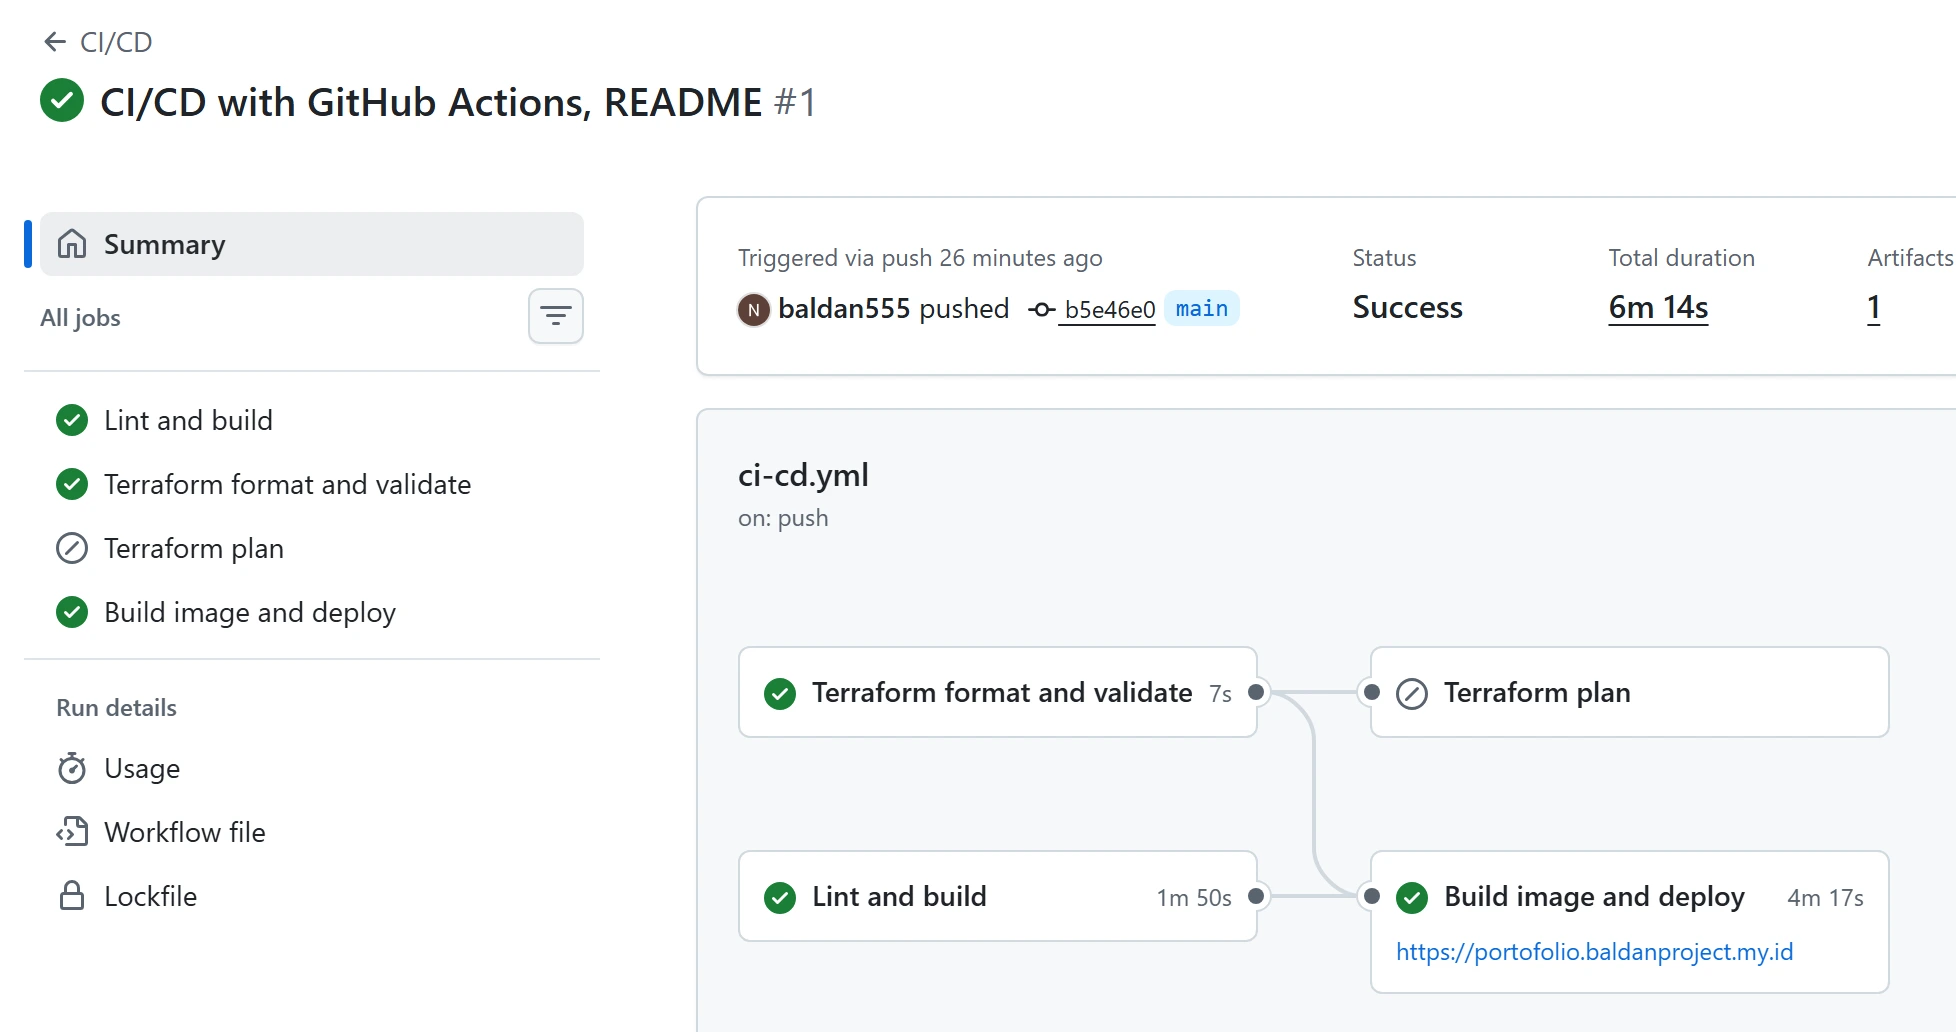 CI/CD
CI/CD with GitHub Actions, README #1
Summary
All jobs
Lint and build
Terraform format and validate
Terraform plan
Build image and deploy
Run details
Usage
Workflow file
Lockfile
Triggered via push 26 minutes ago
N baldan555 pushed b5e46e0 main
Status
Success
Total duration
6m 14s
Artifacts
1
ci-cd.yml
on: push
Terraform format and validate 7s
Terraform plan
Lint and build 1m 50s
Build image and deploy 4m 17s
https://portofolio.baldanproject.my.id